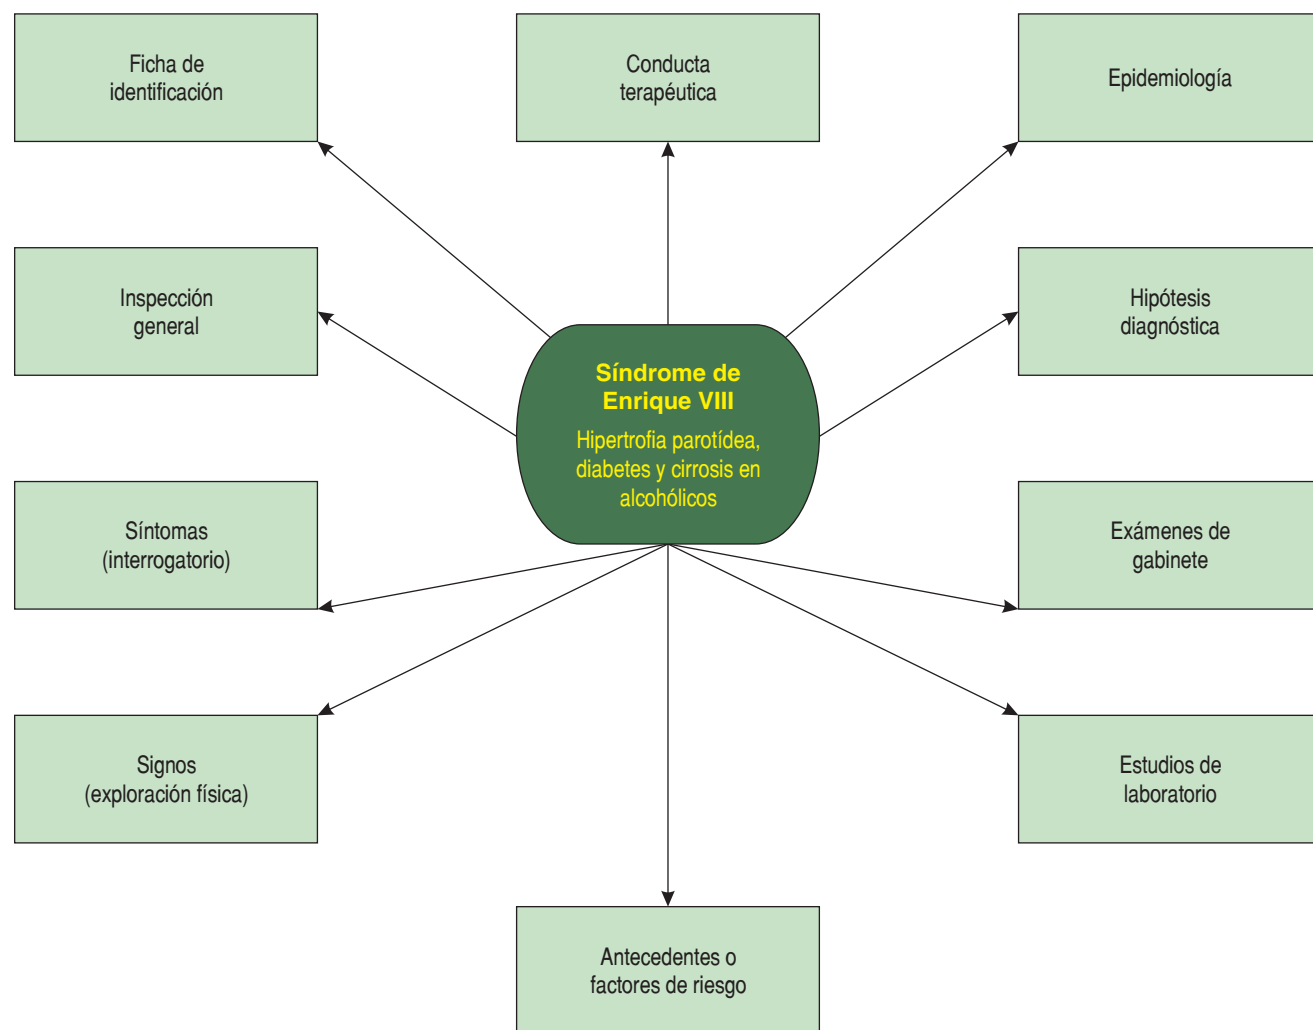 Ficha de
identificación
Conducta
terapéutica
Epidemiología
Inspección
general
Hipótesis
diagnóstica
Síndrome de
Enrique VIII
Hipertrofia parotídea,
diabetes y cirrosis en
alcohólicos
Síntomas
(interrogatorio)
Exámenes de
gabinete
Signos
(exploración física)
Estudios de
laboratorio
Antecedentes o
factores de riesgo